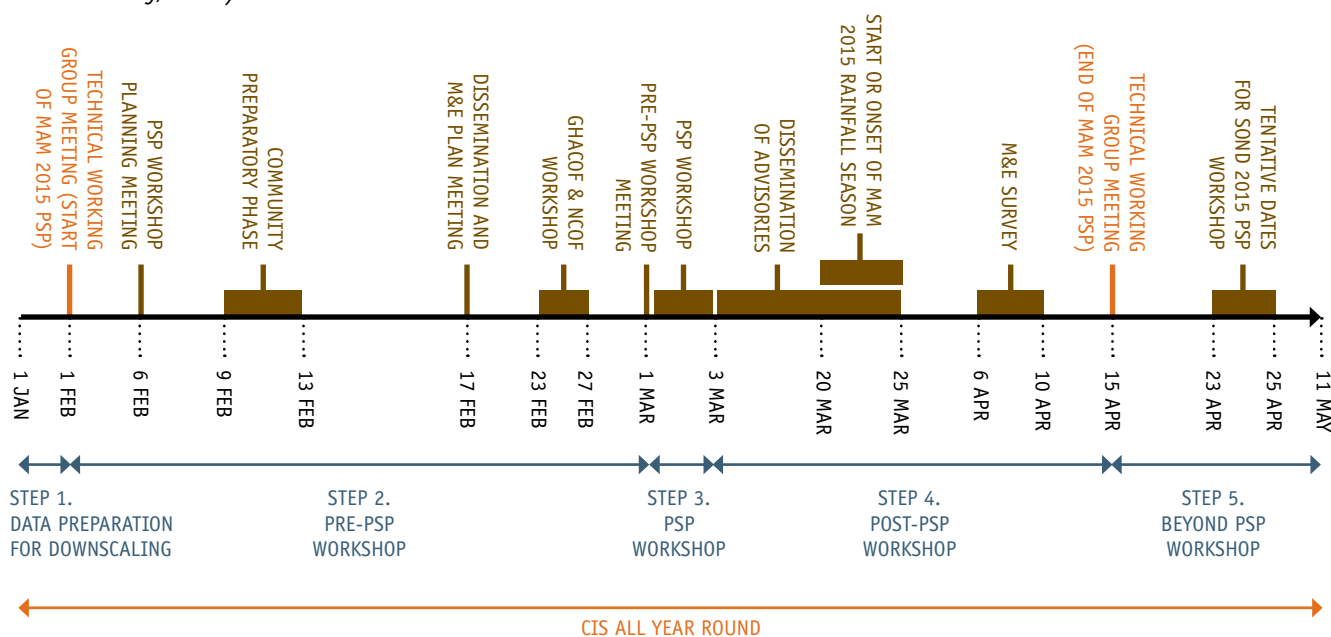 TECHNICAL WORKING
GROUP MEETING (START
OF MAM 2015 PSP)
PSP WORKSHOP
PLANNING MEETING
COMMUNITY
PREPARATORY PHASE
DISSEMINATION AND
M&E PLAN MEETING
GHACOF & NCOF
WORKSHOP
PRE-PSP WORKSHOP
MEETING
PSP WORKSHOP
DISSEMINATION
OF ADVISORIES
START OR ONSET OF MAM
2015 RAINFALL SEASON
M&E SURVEY
TECHNICAL WORKING
GROUP MEETING
(END OF MAM 2015 PSP)
TENTATIVE DATES
FOR SOND 2015 PSP
WORKSHOP
1 JAN
1 FEB
6 FEB
9 FEB
13 FEB
17 FEB
23 FEB
27 FEB
1 MAR
3 MAR
20 MAR
25 MAR
6 APR
10 APR
15 APR
23 APR
25 APR
11 MAY
STEP 1.
DATA PREPARATION
FOR DOWNSCALING
STEP 2.
PRE-PSP
WORKSHOP
STEP 3.
PSP
WORKSHOP
STEP 4.
POST-PSP
WORKSHOP
STEP 5.
BEYOND PSP
WORKSHOP
CIS ALL YEAR ROUND